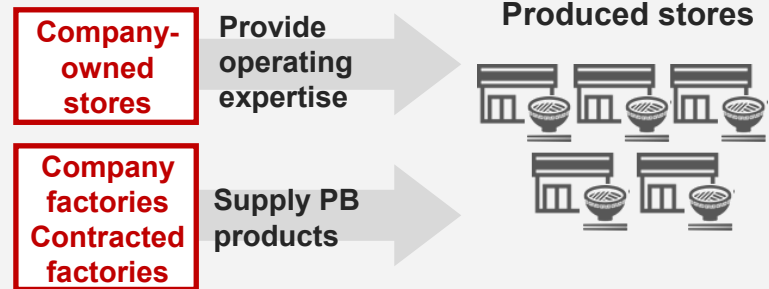 Company-
owned
stores
Provide
operating
expertise
Produced stores
Company
factories
Contracted
factories
Supply PB
products